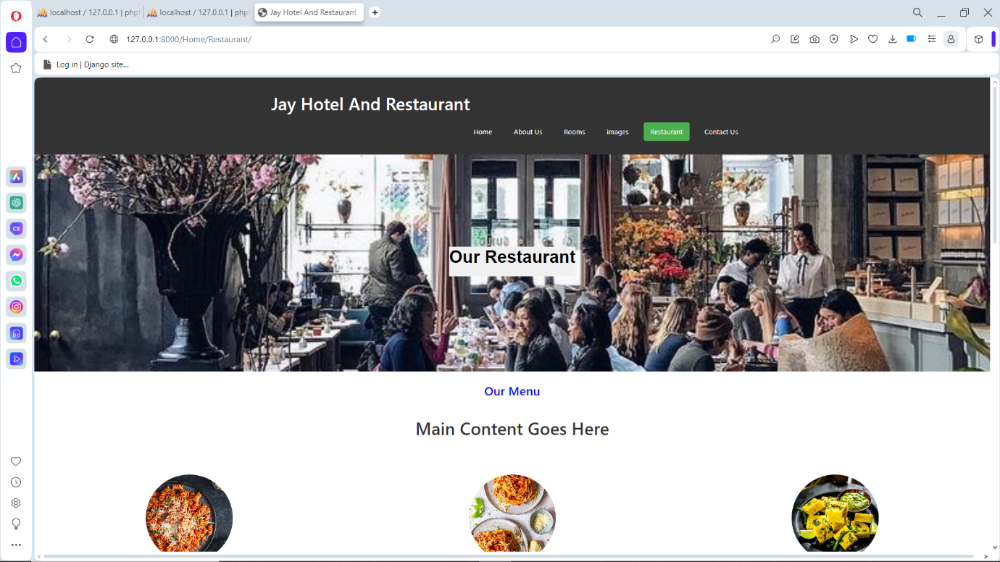 localhost / 127.0.0.1 | phpl
localhost / 127.0.0.1 | phpl
Jay Hotel And Restaurant
127.0.0.1:8000/Home/Restaurant/
Log in | Django site...
Jay Hotel And Restaurant
Home About Us Rooms images Restaurant Contact Us
Our Restaurant
Our Menu
Main Content Goes Here